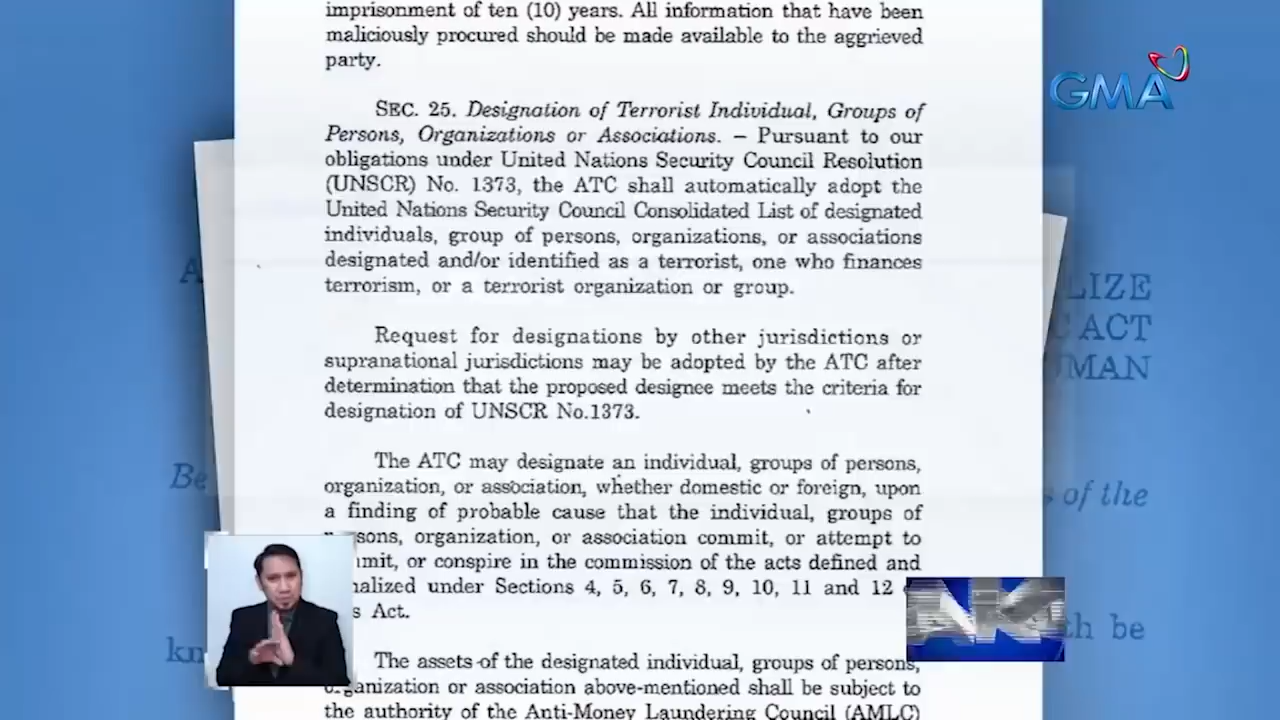 imprisonment of ten (10) years. All information that have been
maliciously procured should be made available to the aggrieved
party.
SEC. 25. Designation of Terrorist Individual, Groups of
Persons, Organizations or Associations. – Pursuant to our
obligations under United Nations Security Council Resolution
(UNSCR) No. 1373, the ATC shall automatically adopt the
United Nations Security Council Consolidated List of designated
individuals, group of persons, organizations, or associations
designated and/or identified as a terrorist, one who finances
terrorism, or a terrorist organization or group.
Request for designations by other jurisdictions or
supranational jurisdictions may be adopted by the ATC after
determination that the proposed designee meets the criteria for
designation of UNSCR No.1373.
The ATC may designate an individual, groups of persons,
organization, or association, whether domestic or foreign, upon
a finding of probable cause that the individual, groups of
organization, or association commit, or attempt to
or conspire in the commission of the acts defined and
under Sections 4, 5, 6, 7, 8, 9, 10, 11 and 12
Act.
The assets of the designated individual, groups of persons,
organization or association above-mentioned shall be subject to
the authority of the Anti-Money Laundering Council (AMLC)
GMA
LIZE
ACT
MAN
Be
s of the
th be
kn